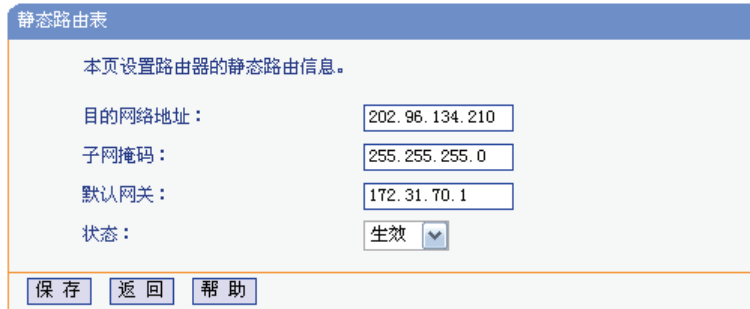 静态路由表
本页设置路由器的静态路由信息。
目的网络地址： 202.96.134.210
子网掩码： 255.255.255.0
默认网关： 172.31.70.1
状态： 生效
保 存 返 回 帮 助